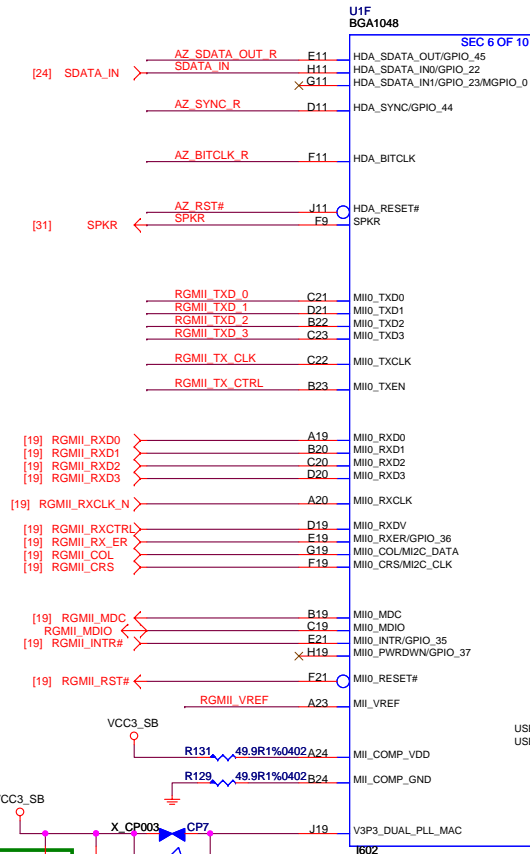 U1F
BGA1048
SEC 6 OF 10
AZ_SDATA_OUT_R E11 HDA_SDATA_OUT/GPIO_45
[24] SDATA_IN SDATA_IN H11 HDA_SDATA_IN0/GPIO_22
G11 HDA_SDATA_IN1/GPIO_23/MGPIO_0
AZ_SYNC_R D11 HDA_SYNC/GPIO_44
AZ_BITCLK_R F11 HDA_BITCLK
AZ_RST# J11 HDA_RESET#
[31] SPKR SPKR F9 SPKR
RGMII_TXD_0 C21 MII0_TXD0
RGMII_TXD_1 D21 MII0_TXD1
RGMII_TXD_2 B22 MII0_TXD2
RGMII_TXD_3 C23 MII0_TXD3
RGMII_TX_CLK C22 MII0_TXCLK
RGMII_TX_CTRL B23 MII0_TXEN
[19] RGMII_RXD0 A19 MII0_RXD0
[19] RGMII_RXD1 B20 MII0_RXD1
[19] RGMII_RXD2 C20 MII0_RXD2
[19] RGMII_RXD3 D20 MII0_RXD3
[19] RGMII_RXCLK_N A20 MII0_RXCLK
[19] RGMII_RXCTRL D19 MII0_RXDV
[19] RGMII_RX_ER E19 MII0_RXER/GPIO_36
[19] RGMII_COL G19 MII0_COL/MI2C_DATA
[19] RGMII_CRS F19 MII0_CRS/MI2C_CLK
[19] RGMII_MDC B19 MII0_MDC
RGMII_MDIO C19 MII0_MDIO
[19] RGMII_INTR# E21 MII0_INTR/GPIO_35
H19 MII0_PWRDWN/GPIO_37
[19] RGMII_RST# F21 MII0_RESET#
RGMII_VREF A23 MII_VREF
VCC3_SB
USI
USI
R131 49.9R1%0402 A24 MII_COMP_VDD
R129 49.9R1%0402 B24 MII_COMP_GND
VCC3_SB
X_CP003 CP7 J19 V3P3_DUAL_PLL_MAC
I602